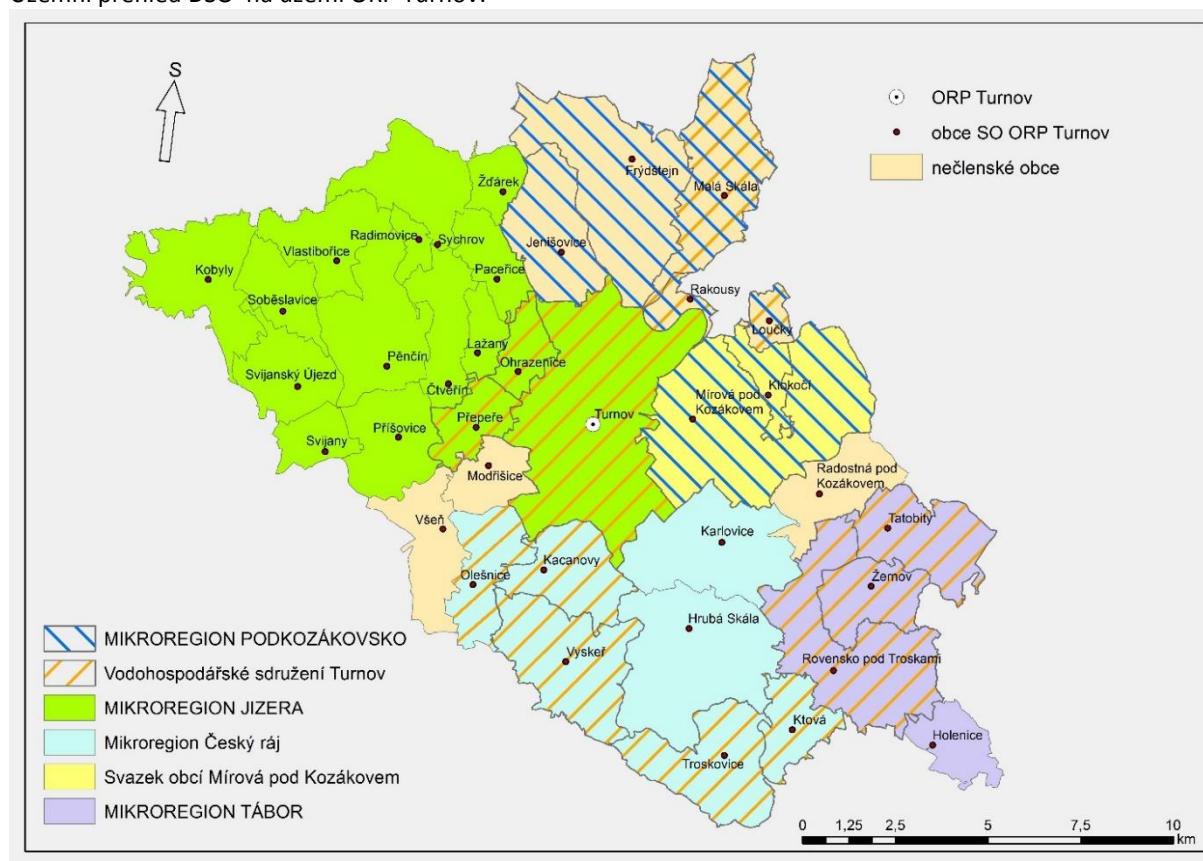 Územní přehled DSO na území ORP Turnov:
S
ORP Turnov
obce SO ORP Turnov
nečlenské obce
Žďárek
Frýdštejn
Malá Skála
Radimovice
Sychrov
Vlastibořice
Jenišovice
Kobyly
Paceřice
Soběslavice
Rakousy
Loučky
Lažany
Ohrazenice
Pěnčín
Svijanský Újezd
Čtveřín
Klokočí
Mírová pod
Kozákovem
Turnov
Přepeře
Příšovice
Svijany
Modřišice
Radostná pod
Kozákovem
Všeň
Tatobity
Karlovice
Kacanovy
Olešnice
Žernov
Hrubá Skála
Vyskeř
Rovensko pod Troskami
Ktová
Holenice
Troskovice
MIKROREGION PODKOZÁKOVSKO
Vodohospodářské sdružení Turnov
MIKROREGION JIZERA
Mikroregion Český ráj
Svazek obcí Mírová pod Kozákovem
MIKROREGION TÁBOR
0 1,25 2,5 5 7,5 10
km